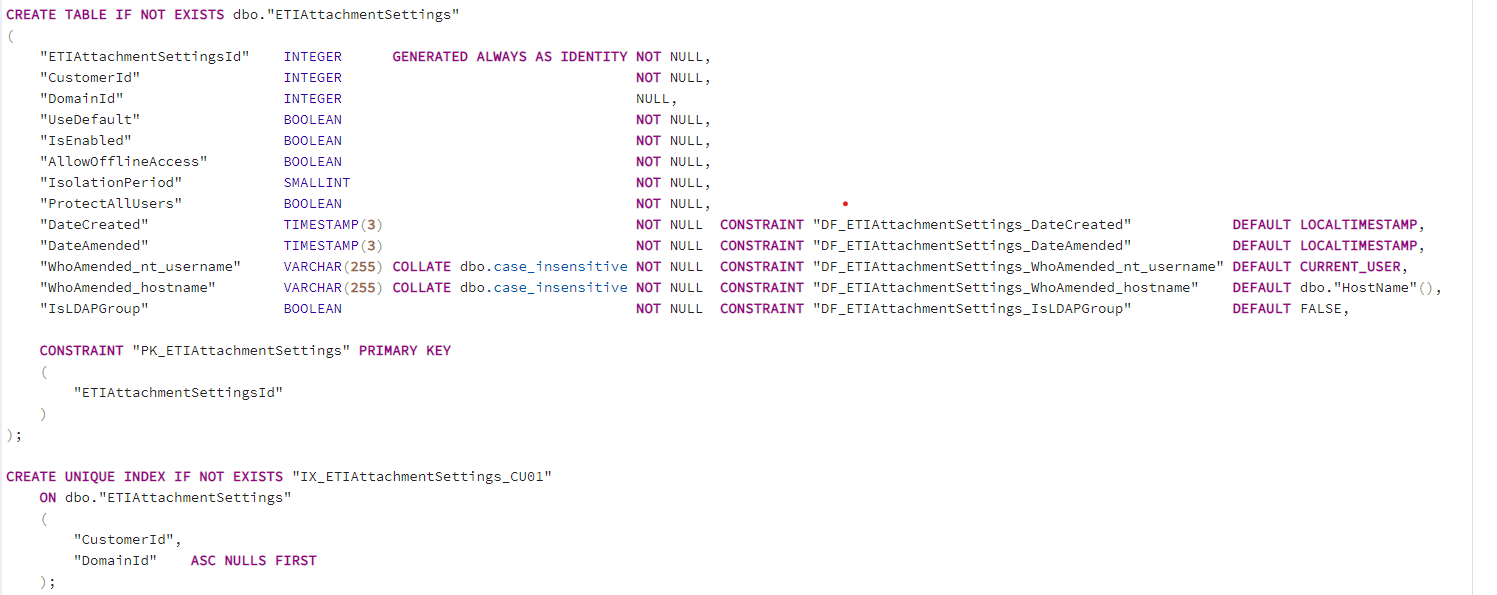 CREATE TABLE IF NOT EXISTS dbo."ETIAttachmentSettings"
(
    "ETIAttachmentSettingsId"    INTEGER      GENERATED ALWAYS AS IDENTITY NOT NULL,
    "CustomerId"                 INTEGER                                   NOT NULL,
    "DomainId"                   INTEGER                                   NULL,
    "UseDefault"                 BOOLEAN                                   NOT NULL,
    "IsEnabled"                  BOOLEAN                                   NOT NULL,
    "AllowOfflineAccess"         BOOLEAN                                   NOT NULL,
    "IsolationPeriod"            SMALLINT                                  NOT NULL,
    "ProtectAllUsers"            BOOLEAN                                   NOT NULL,
    "DateCreated"                TIMESTAMP(3)                              NOT NULL  CONSTRAINT "DF_ETIAttachmentSettings_DateCreated"            DEFAULT LOCALTIMESTAMP,
    "DateAmended"                TIMESTAMP(3)                              NOT NULL  CONSTRAINT "DF_ETIAttachmentSettings_DateAmended"            DEFAULT LOCALTIMESTAMP,
    "WhoAmended_nt_username"     VARCHAR(255) COLLATE dbo.case_insensitive NOT NULL  CONSTRAINT "DF_ETIAttachmentSettings_WhoAmended_nt_username" DEFAULT CURRENT_USER,
    "WhoAmended_hostname"        VARCHAR(255) COLLATE dbo.case_insensitive NOT NULL  CONSTRAINT "DF_ETIAttachmentSettings_WhoAmended_hostname"    DEFAULT dbo."HostName"(),
    "IsLDAPGroup"                BOOLEAN                                   NOT NULL  CONSTRAINT "DF_ETIAttachmentSettings_IsLDAPGroup"            DEFAULT FALSE,

    CONSTRAINT "PK_ETIAttachmentSettings" PRIMARY KEY
    (
        "ETIAttachmentSettingsId"
    )
);

CREATE UNIQUE INDEX IF NOT EXISTS "IX_ETIAttachmentSettings_CU01"
    ON dbo."ETIAttachmentSettings"
    (
        "CustomerId",
        "DomainId"    ASC NULLS FIRST
    );